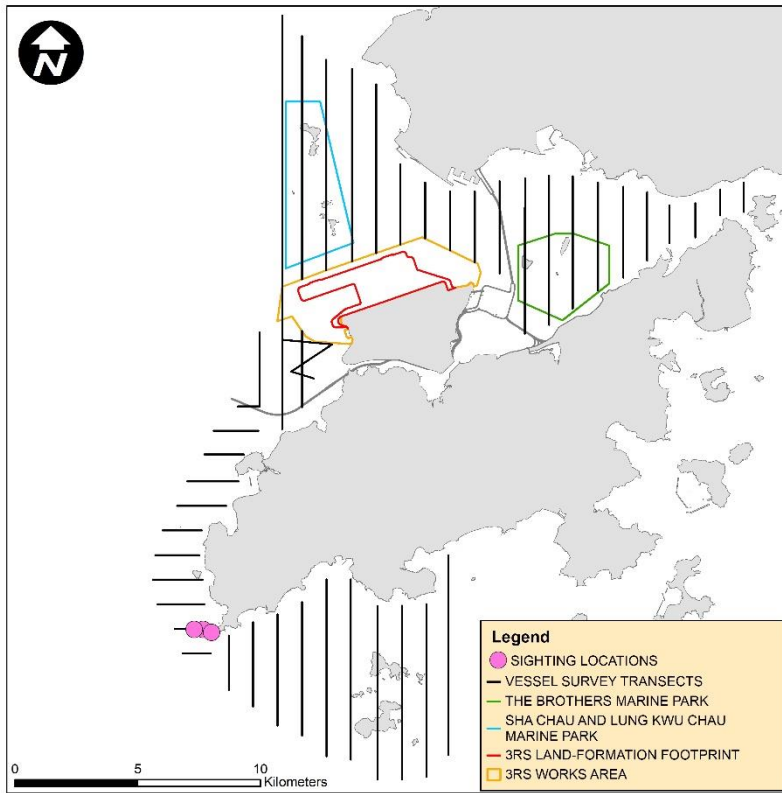 N
Legend
SIGHTING LOCATIONS
VESSEL SURVEY TRANSECTS
THE BROTHERS MARINE PARK
SHA CHAU AND LUNG KWU CHAU
MARINE PARK
3RS LAND-FORMATION FOOTPRINT
3RS WORKS AREA
0 5 10
Kilometers